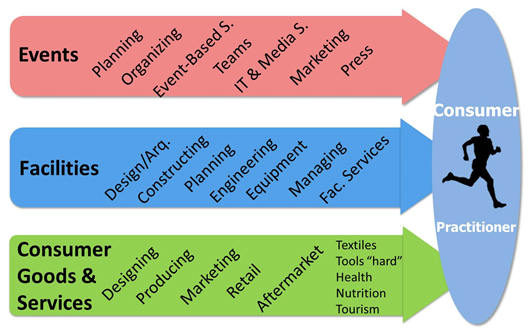 Events
Planning
Organizing
Event-Based S.
Teams
IT & Media S.
Marketing
Press
Facilities
Design/Arq.
Constructing
Planning
Engineering
Equipment
Managing
Fac. Services
Consumer
Goods &
Services
Designing
Producing
Marketing
Retail
Aftermarket
Textiles
Tools “hard”
Health
Nutrition
Tourism
Consumer
Practitioner